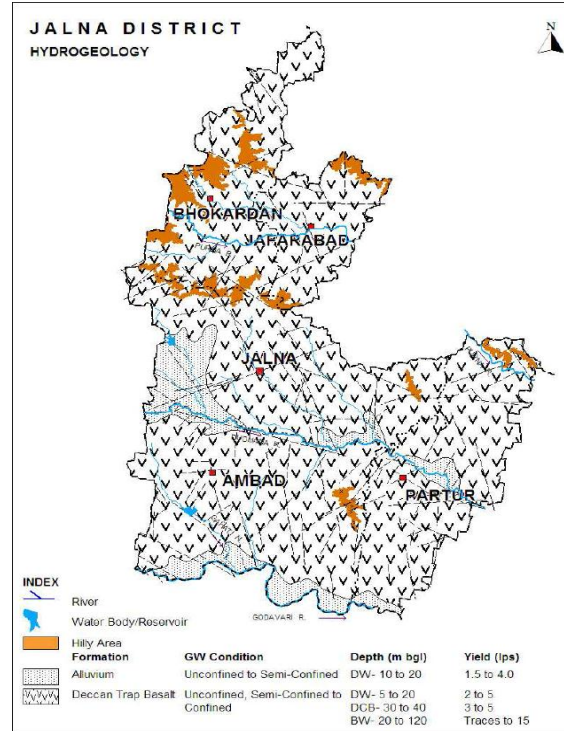 JALNA DISTRICT
HYDROGEOLOGY
N
BHOKARDAN
JAFARABAD
PURNA R.
JALNA
AMBAD
PARTUR
GODAVARI R.
INDEX
River
Water Body/Reservoir
Hilly Area
Formation GW Condition Depth (m bgl) Yield (lps)
Alluvium Unconfined to Semi-Confined DW- 10 to 20 1.5 to 4.0
Deccan Trap Basalt Unconfined, Semi-Confined to DW- 5 to 20 2 to 5
Confined DCB- 30 to 40 3 to 5
BW- 20 to 120 Traces to 15